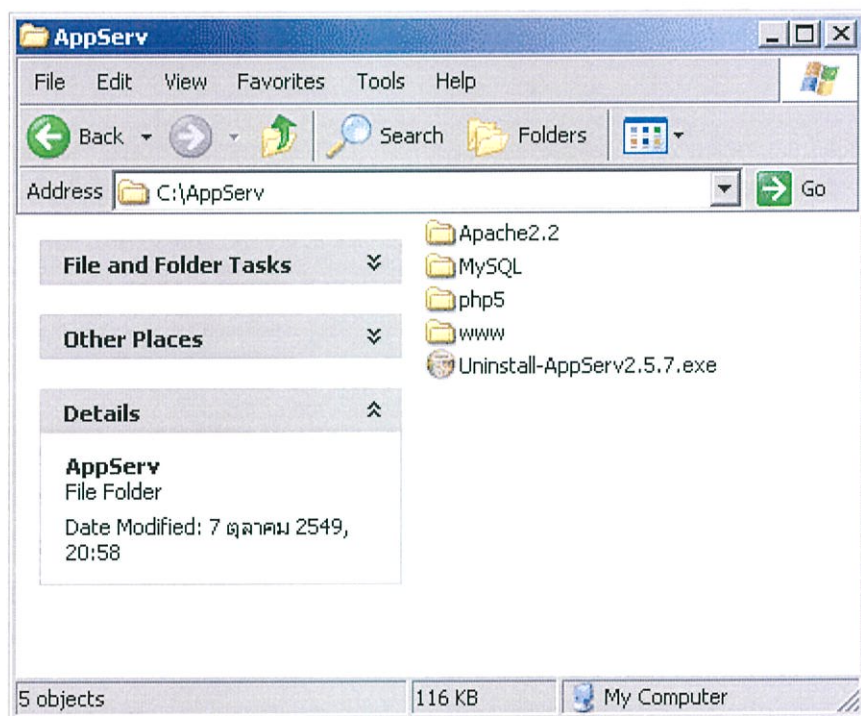 AppServ
File Edit View Favorites Tools Help
Back Search Folders
Address C:\AppServ Go
File and Folder Tasks
Other Places
Details
AppServ
File Folder
Date Modified: 7 ตุลาคม 2549,
20:58
Apache2.2
MySQL
php5
www
Uninstall-AppServ2.5.7.exe
5 objects 116 KB My Computer